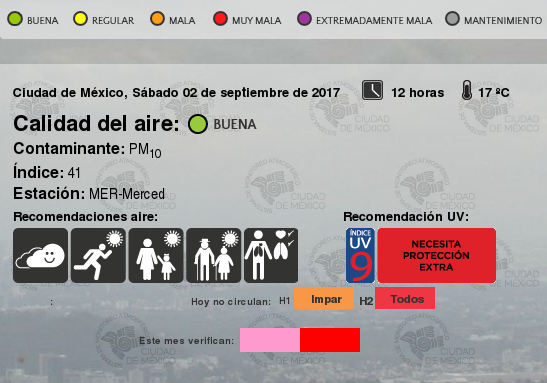 BUENA REGULAR MALA MUY MALA EXTREMADAMENTE MALA MANTENIMIENTO
Ciudad de México, Sábado 02 de septiembre de 2017 12 horas 17 ºC
Calidad del aire: BUENA
Contaminante: PM10
Índice: 41
Estación: MER-Merced
Recomendaciones aire: Recomendación UV:
ÍNDICE
UV
9
NECESITA
PROTECCIÓN
EXTRA
: Hoy no circulan: H1 Impar H2 Todos
Este mes verifican:
CIUDAD
DE MÉXICO